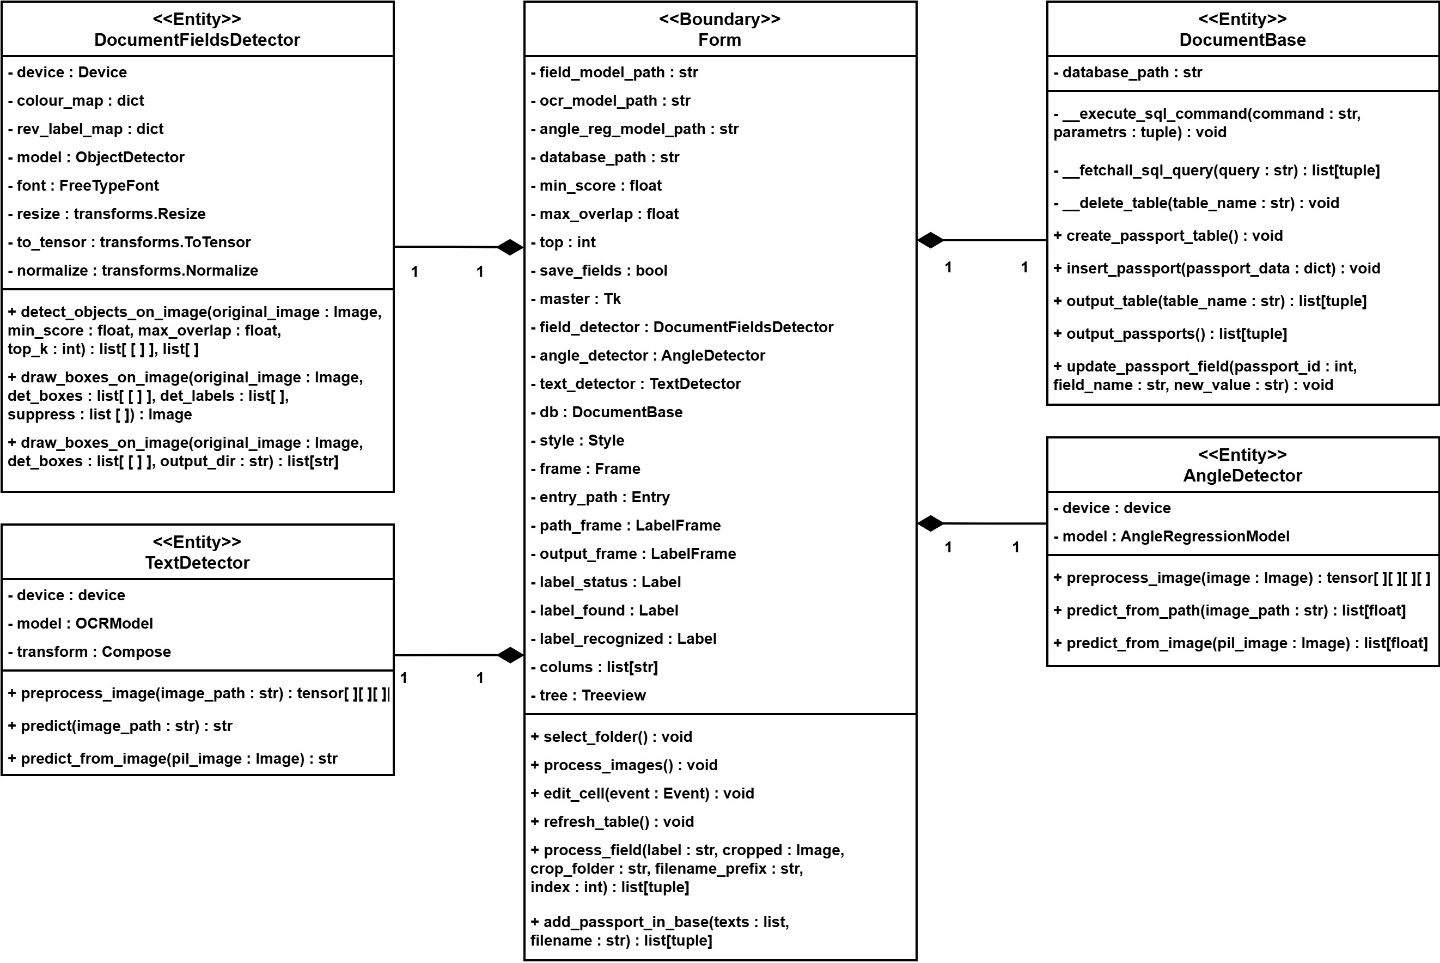 <<Entity>>
DocumentFieldsDetector
- device : Device
- colour_map : dict
- rev_label_map : dict
- model : ObjectDetector
- font : FreeTypeFont
- resize : transforms.Resize
- to_tensor : transforms.ToTensor
- normalize : transforms.Normalize
+ detect_objects_on_image(original_image : Image,
min_score : float, max_overlap : float,
top_k : int) : list[ [ ] ], list[ ]
+ draw_boxes_on_image(original_image : Image,
det_boxes : list[ [ ] ], det_labels : list[ ],
suppress : list [ ]) : Image
+ draw_boxes_on_image(original_image : Image,
det_boxes : list[ [ ] ], output_dir : str) : list[str]
1 1
<<Entity>>
TextDetector
- device : device
- model : OCRModel
- transform : Compose
+ preprocess_image(image_path : str) : tensor[ ][ ][ ][
+ predict(image_path : str) : str
+ predict_from_image(pil_image : Image) : str
1 1
<<Boundary>>
Form
- field_model_path : str
- ocr_model_path : str
- angle_reg_model_path : str
- database_path : str
- min_score : float
- max_overlap : float
- top : int
- save_fields : bool
- master : Tk
- field_detector : DocumentFieldsDetector
- angle_detector : AngleDetector
- text_detector : TextDetector
- db : DocumentBase
- style : Style
- frame : Frame
- entry_path : Entry
- path_frame : LabelFrame
- output_frame : LabelFrame
- label_status : Label
- label_found : Label
- label_recognized : Label
- colums : list[str]
- tree : Treeview
+ select_folder() : void
+ process_images() : void
+ edit_cell(event : Event) : void
+ refresh_table() : void
+ process_field(label : str, cropped : Image,
crop_folder : str, filename_prefix : str,
index : int) : list[tuple]
+ add_passport_in_base(texts : list,
filename : str) : list[tuple]
<<Entity>>
DocumentBase
- database_path : str
- __execute_sql_command(command : str,
parametrs : tuple) : void
- __fetchall_sql_query(query : str) : list[tuple]
- __delete_table(table_name : str) : void
+ create_passport_table() : void
+ insert_passport(passport_data : dict) : void
+ output_table(table_name : str) : list[tuple]
+ output_passports() : list[tuple]
+ update_passport_field(passport_id : int,
field_name : str, new_value : str) : void
1 1
<<Entity>>
AngleDetector
- device : device
- model : AngleRegressionModel
+ preprocess_image(image : Image) : tensor[ ][ ][ ][ ]
+ predict_from_path(image_path : str) : list[float]
+ predict_from_image(pil_image : Image) : list[float]
1 1